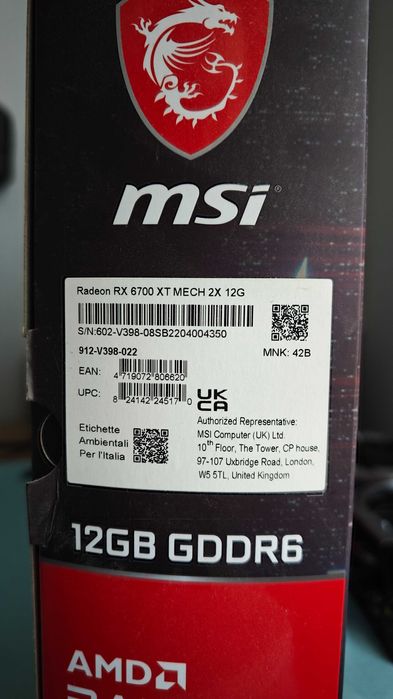 msi
Radeon RX 6700 XT MECH 2X 12G
S/N:602-V398-08SB2204004350
912-V398-022
MNK: 42B
EAN: 4 719072 806620
UPC: 8 24142 24517 0
UK
CA
Etichette
Ambientali
Per l'Italia
Authorized Representative:
MSI Computer (UK) Ltd.
10th Floor, The Tower, CP house,
97-107 Uxbridge Road, London,
W5 5TL, United Kingdom
12GB GDDR6
AMD